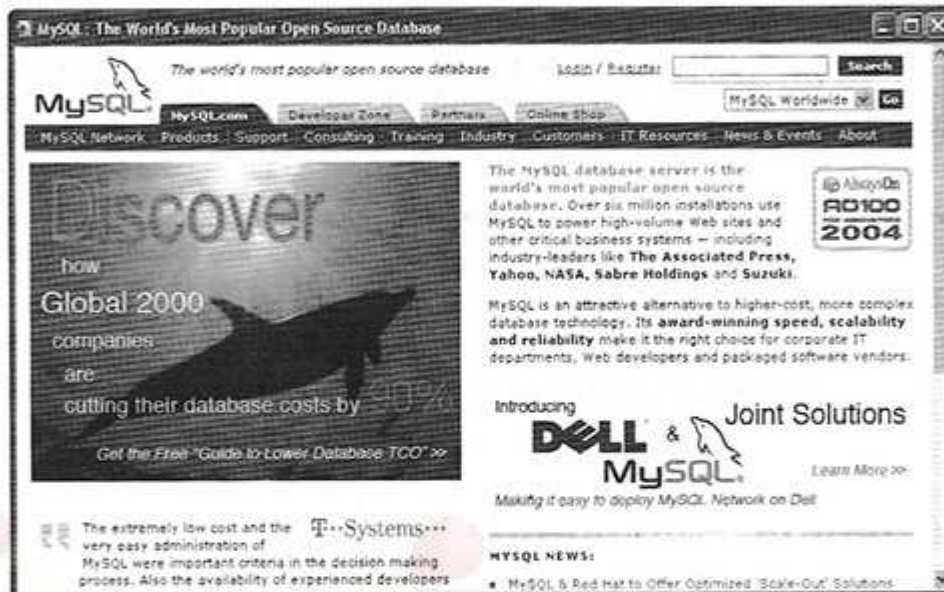 MySQL: The World's Most Popular Open Source Database
The world's most popular open source database
Login / Register
Search
MySQL
MySQL Worldwide
Go
MySQL.com
Developer Zone
Partners
Online Shop
MySQL Network Products Support Consulting Training Industry Customers IT Resources News & Events About
Discover
how
Global 2000
companies
are
cutting their database costs by 90%
Get the Free "Guide to Lower Database TCO" >>
The MySQL database server is the
world's most popular open source
database. Over six million installations use
MySQL to power high-volume Web sites and
other critical business systems — including
industry-leaders like The Associated Press,
Yahoo, NASA, Sabre Holdings and Suzuki.
AlwaysOn
AO100
2004
MySQL is an attractive alternative to higher-cost, more complex
database technology. Its award-winning speed, scalability
and reliability make it the right choice for corporate IT
departments, Web developers and packaged software vendors.
Introducing
DELL & MySQL
Joint Solutions
Learn More >>
Making it easy to deploy MySQL Network on Dell
The extremely low cost and the
very easy administration of
MySQL were important criteria in the decision making
process. Also the availability of experienced developers
T··Systems···
MYSQL NEWS:
MySQL & Red Hat to Offer Optimized 'Scale-Out' Solutions